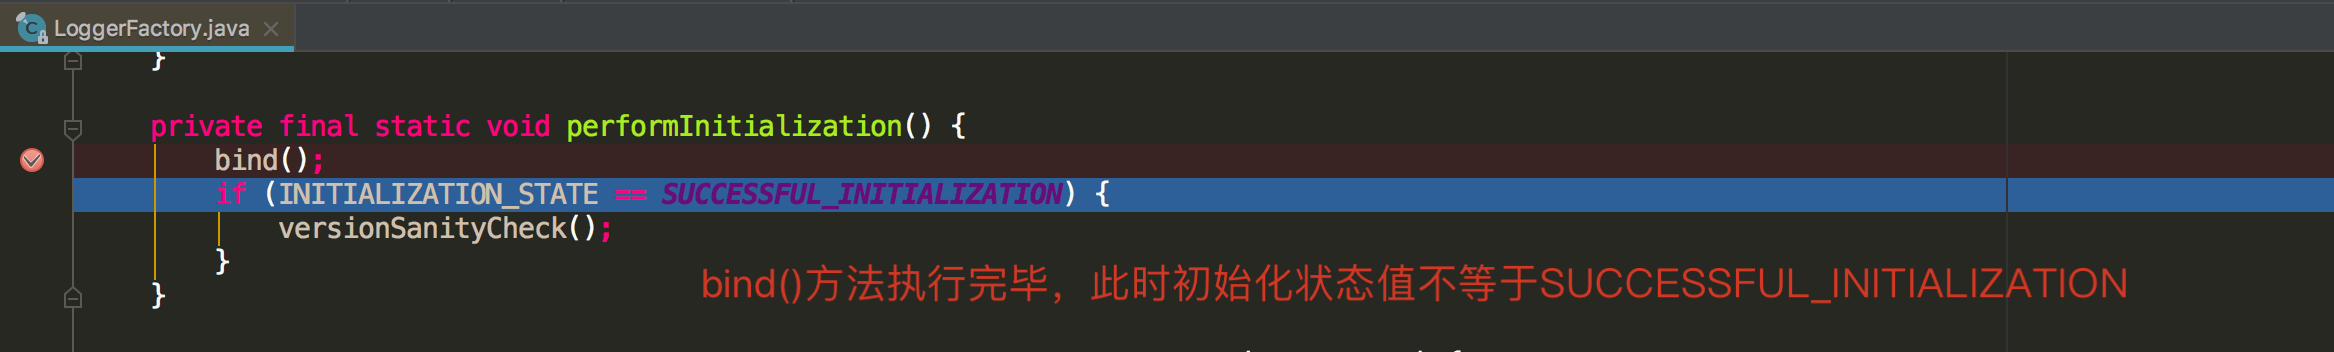 LoggerFactory.java
}
private final static void performInitialization() {
bind();
if (INITIALIZATION_STATE == SUCCESSFUL_INITIALIZATION) {
versionSanityCheck();
}
bind()方法执行完毕，此时初始化状态值不等于SUCCESSFUL_INITIALIZATION
}